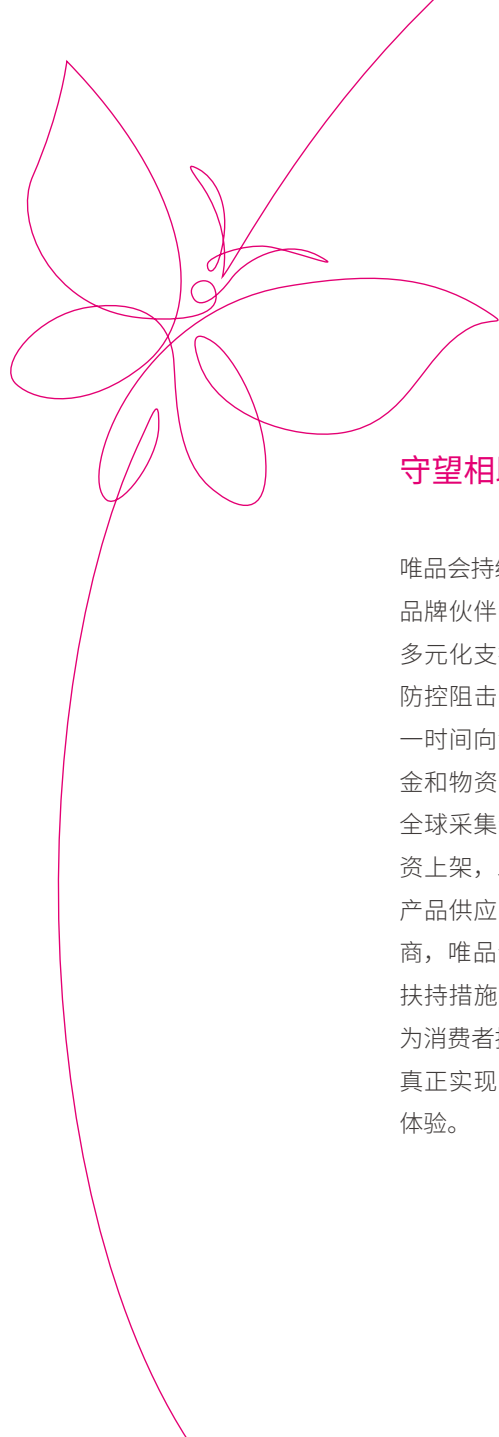 守望相
唯品会持
品牌伙伴
多元化支
防控阻击
一时间向
金和物资
全球采集
资上架，
产品供应
商，唯品
扶持措施
为消费者
真正实现
体验。